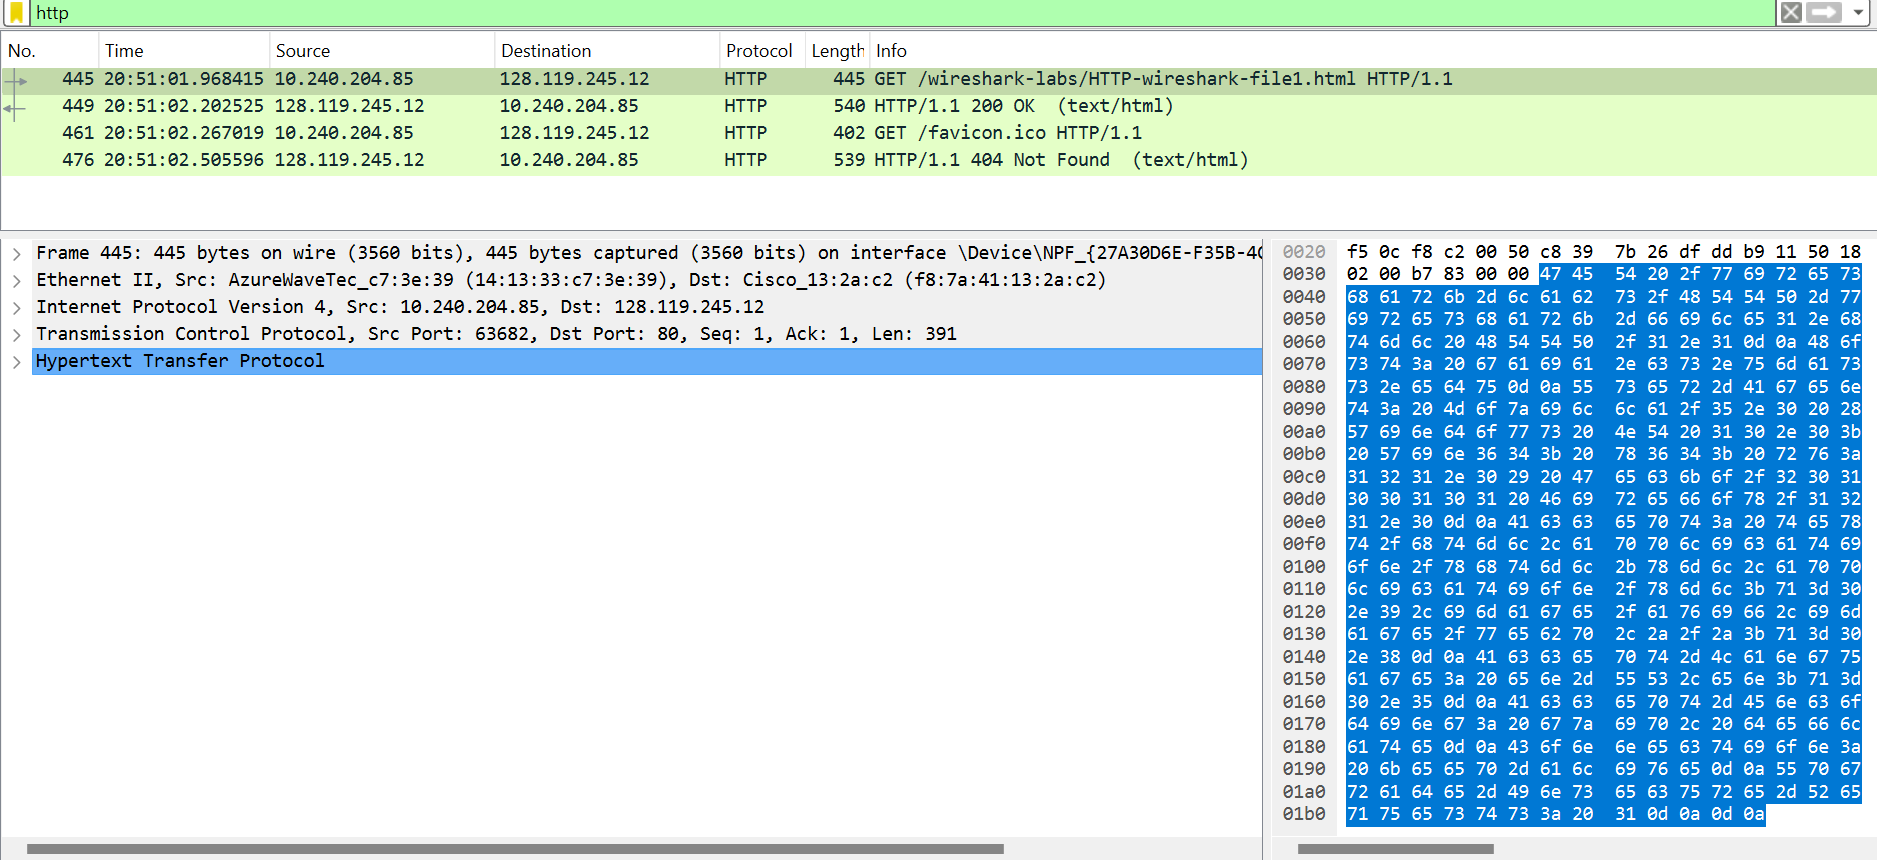 http
No. Time Source Destination Protocol Length Info
445 20:51:01.968415 10.240.204.85 128.119.245.12 HTTP 445 GET /wireshark-labs/HTTP-wireshark-file1.html HTTP/1.1
449 20:51:02.202525 128.119.245.12 10.240.204.85 HTTP 540 HTTP/1.1 200 OK (text/html)
461 20:51:02.267019 10.240.204.85 128.119.245.12 HTTP 402 GET /favicon.ico HTTP/1.1
476 20:51:02.505596 128.119.245.12 10.240.204.85 HTTP 539 HTTP/1.1 404 Not Found (text/html)
Frame 445: 445 bytes on wire (3560 bits), 445 bytes captured (3560 bits) on interface \Device\NPF_{27A30D6E-F35B-4
Ethernet II, Src: AzureWaveTec_c7:3e:39 (14:13:33:c7:3e:39), Dst: Cisco_13:2a:c2 (f8:7a:41:13:2a:c2)
Internet Protocol Version 4, Src: 10.240.204.85, Dst: 128.119.245.12
Transmission Control Protocol, Src Port: 63682, Dst Port: 80, Seq: 1, Ack: 1, Len: 391
Hypertext Transfer Protocol
0020 f5 0c f8 c2 00 50 c8 39 7b 26 df dd b9 11 50 18
0030 02 00 b7 83 00 00 47 45 54 20 2f 77 69 72 65 73
0040 68 61 72 6b 2d 6c 61 62 73 2f 48 54 54 50 2d 77
0050 69 72 65 73 68 61 72 6b 2d 66 69 6c 65 31 2e 68
0060 74 6d 6c 20 48 54 54 50 2f 31 2e 31 0d 0a 48 6f
0070 73 74 3a 20 67 61 69 61 2e 63 73 2e 75 6d 61 73
0080 73 2e 65 64 75 0d 0a 55 73 65 72 2d 41 67 65 6e
0090 74 3a 20 4d 6f 7a 69 6c 6c 61 2f 35 2e 30 20 28
00a0 57 69 6e 64 6f 77 73 20 4e 54 20 31 30 2e 30 3b
00b0 20 57 69 6e 36 34 3b 20 78 36 34 3b 20 72 76 3a
00c0 31 32 31 2e 30 29 20 47 65 63 6b 6f 2f 32 30 31
00d0 30 30 31 30 31 20 46 69 72 65 66 6f 78 2f 31 32
00e0 31 2e 30 0d 0a 41 63 63 65 70 74 3a 20 74 65 78
00f0 74 2f 68 74 6d 6c 2c 61 70 70 6c 69 63 61 74 69
0100 6f 6e 2f 78 68 74 6d 6c 2b 78 6d 6c 2c 61 70 70
0110 6c 69 63 61 74 69 6f 6e 2f 78 6d 6c 3b 71 3d 30
0120 2e 39 2c 69 6d 61 67 65 2f 61 76 69 66 2c 69 6d
0130 61 67 65 2f 77 65 62 70 2c 2a 2f 2a 3b 71 3d 30
0140 2e 38 0d 0a 41 63 63 65 70 74 2d 4c 61 6e 67 75
0150 61 67 65 3a 20 65 6e 2d 55 53 2c 65 6e 3b 71 3d
0160 30 2e 35 0d 0a 41 63 63 65 70 74 2d 45 6e 63 6f
0170 64 69 6e 67 3a 20 67 7a 69 70 2c 20 64 65 66 6c
0180 61 74 65 0d 0a 43 6f 6e 6e 65 63 74 69 6f 6e 3a
0190 20 6b 65 65 70 2d 61 6c 69 76 65 0d 0a 55 70 67
01a0 72 61 64 65 2d 49 6e 73 65 63 75 72 65 2d 52 65
01b0 71 75 65 73 74 73 3a 20 31 0d 0a 0d 0a